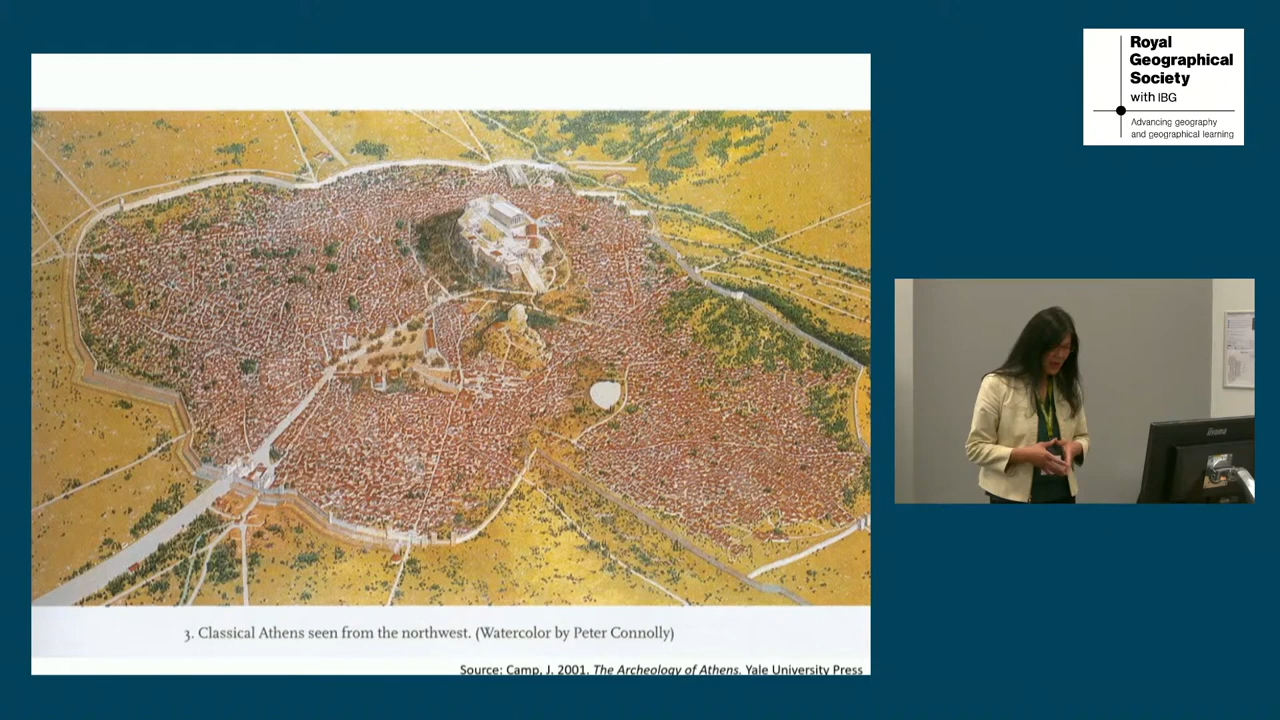 Royal
Geographical
Society
with IBG
Advancing geography
and geographical learning
3. Classical Athens seen from the northwest. (Watercolor by Peter Connolly)
Source: Camp, J. 2001. The Archeology of Athens. Yale University Press
iiyama